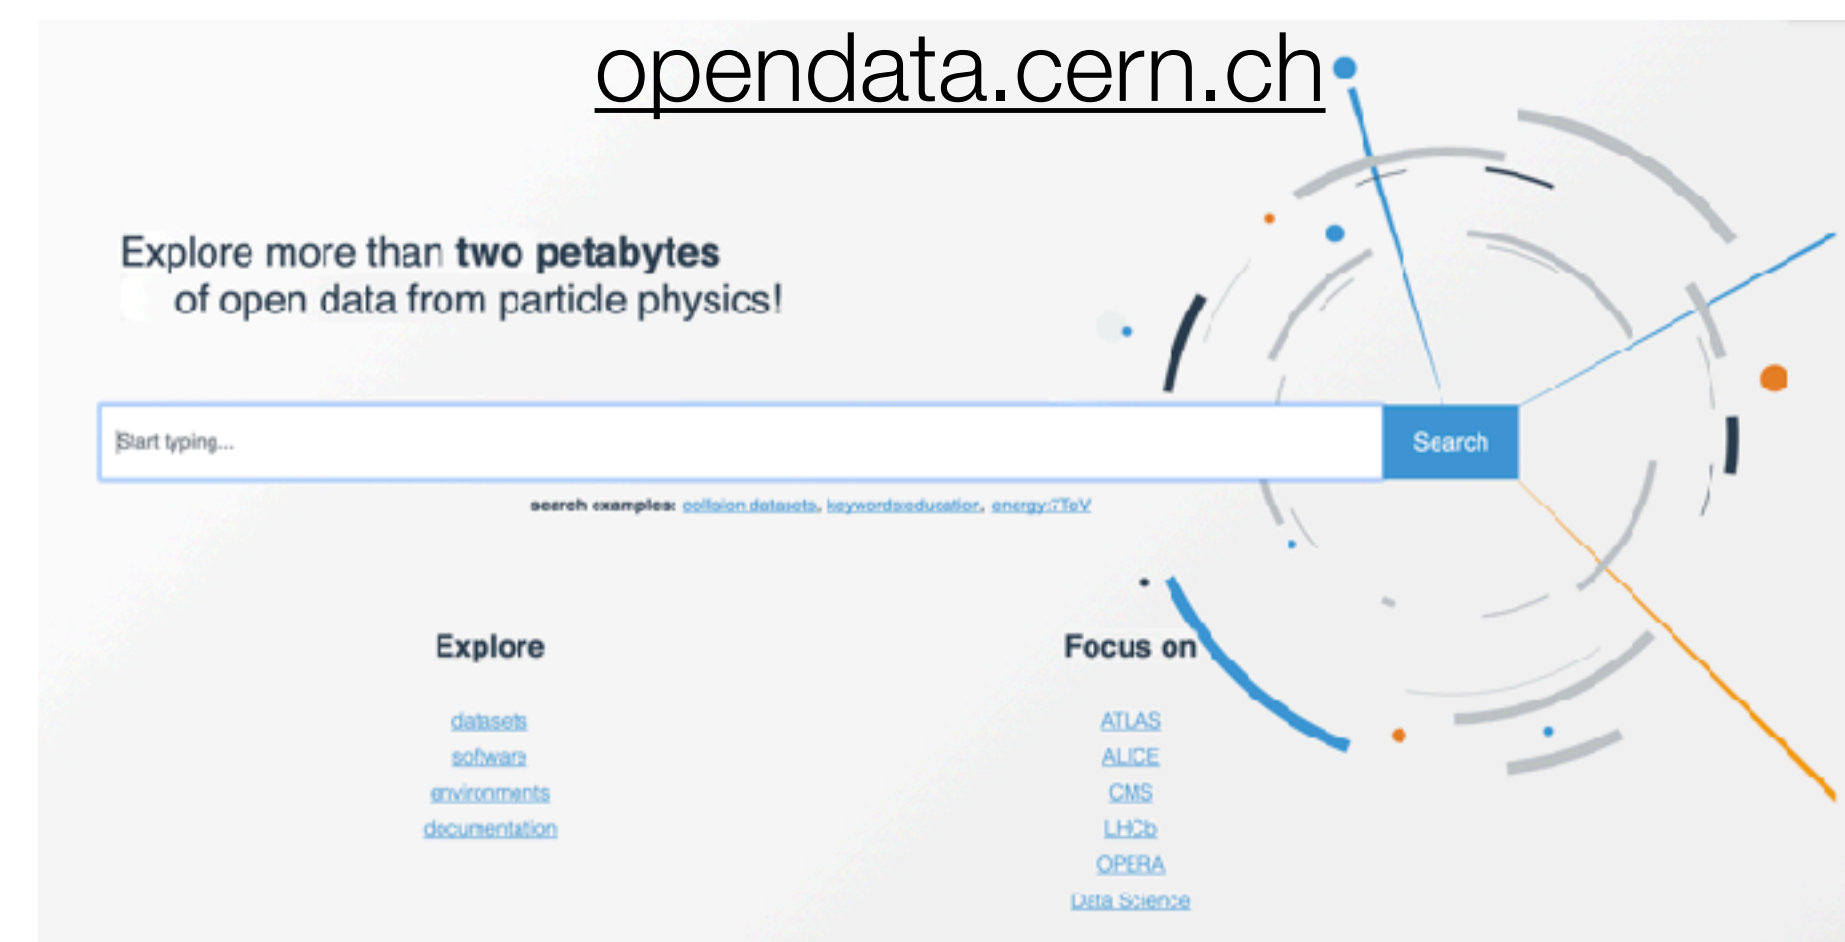 opendata.cern.ch
Explore more than two petabytes
of open data from particle physics!
Start typing...
Search
search examples: collision datasets, keywords:education, energy:7TeV
Explore
Focus on
datasets
software
environments
documentation
ATLAS
ALICE
CMS
LHCb
OPERA
Data Science